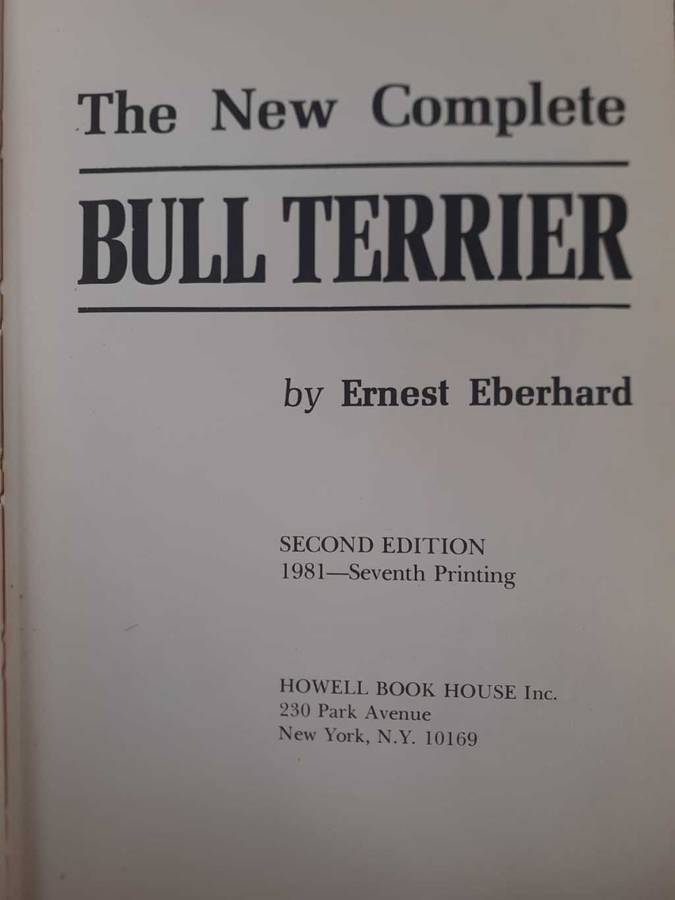 The New Complete
BULL TERRIER
by Ernest Eberhard
SECOND EDITION
1981—Seventh Printing
HOWELL BOOK HOUSE Inc.
230 Park Avenue
New York, N.Y. 10169